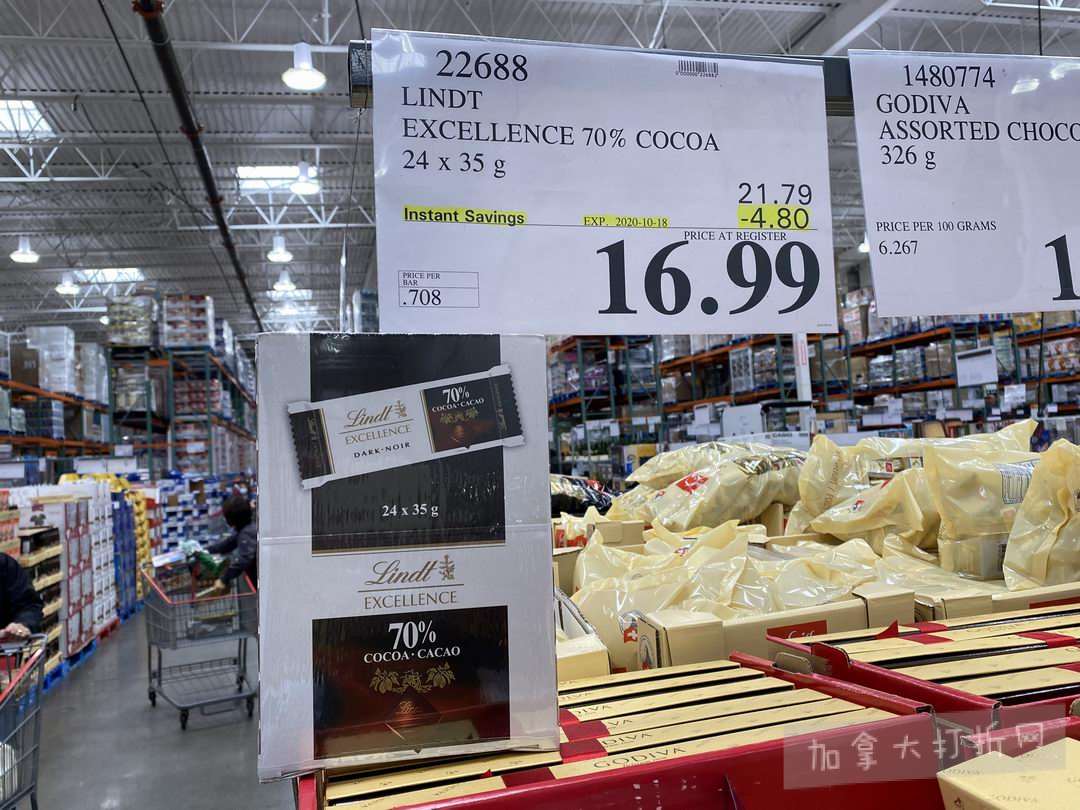 22688
LINDT
EXCELLENCE 70% COCOA
24 x 35 g
21.79
Instant Savings EXP. 2020-10-18 -4.80
PRICE AT REGISTER
16.99
PRICE PER
BAR
.708
1480774
GODIVA
ASSORTED CHOCO
326 g
PRICE PER 100 GRAMS
6.267
1
Lindt
EXCELLENCE
DARK·NOIR
70%
COCOA·CACAO
24 x 35 g
Lindt
EXCELLENCE
70%
COCOA·CACAO
GODIVA
加拿大打折网